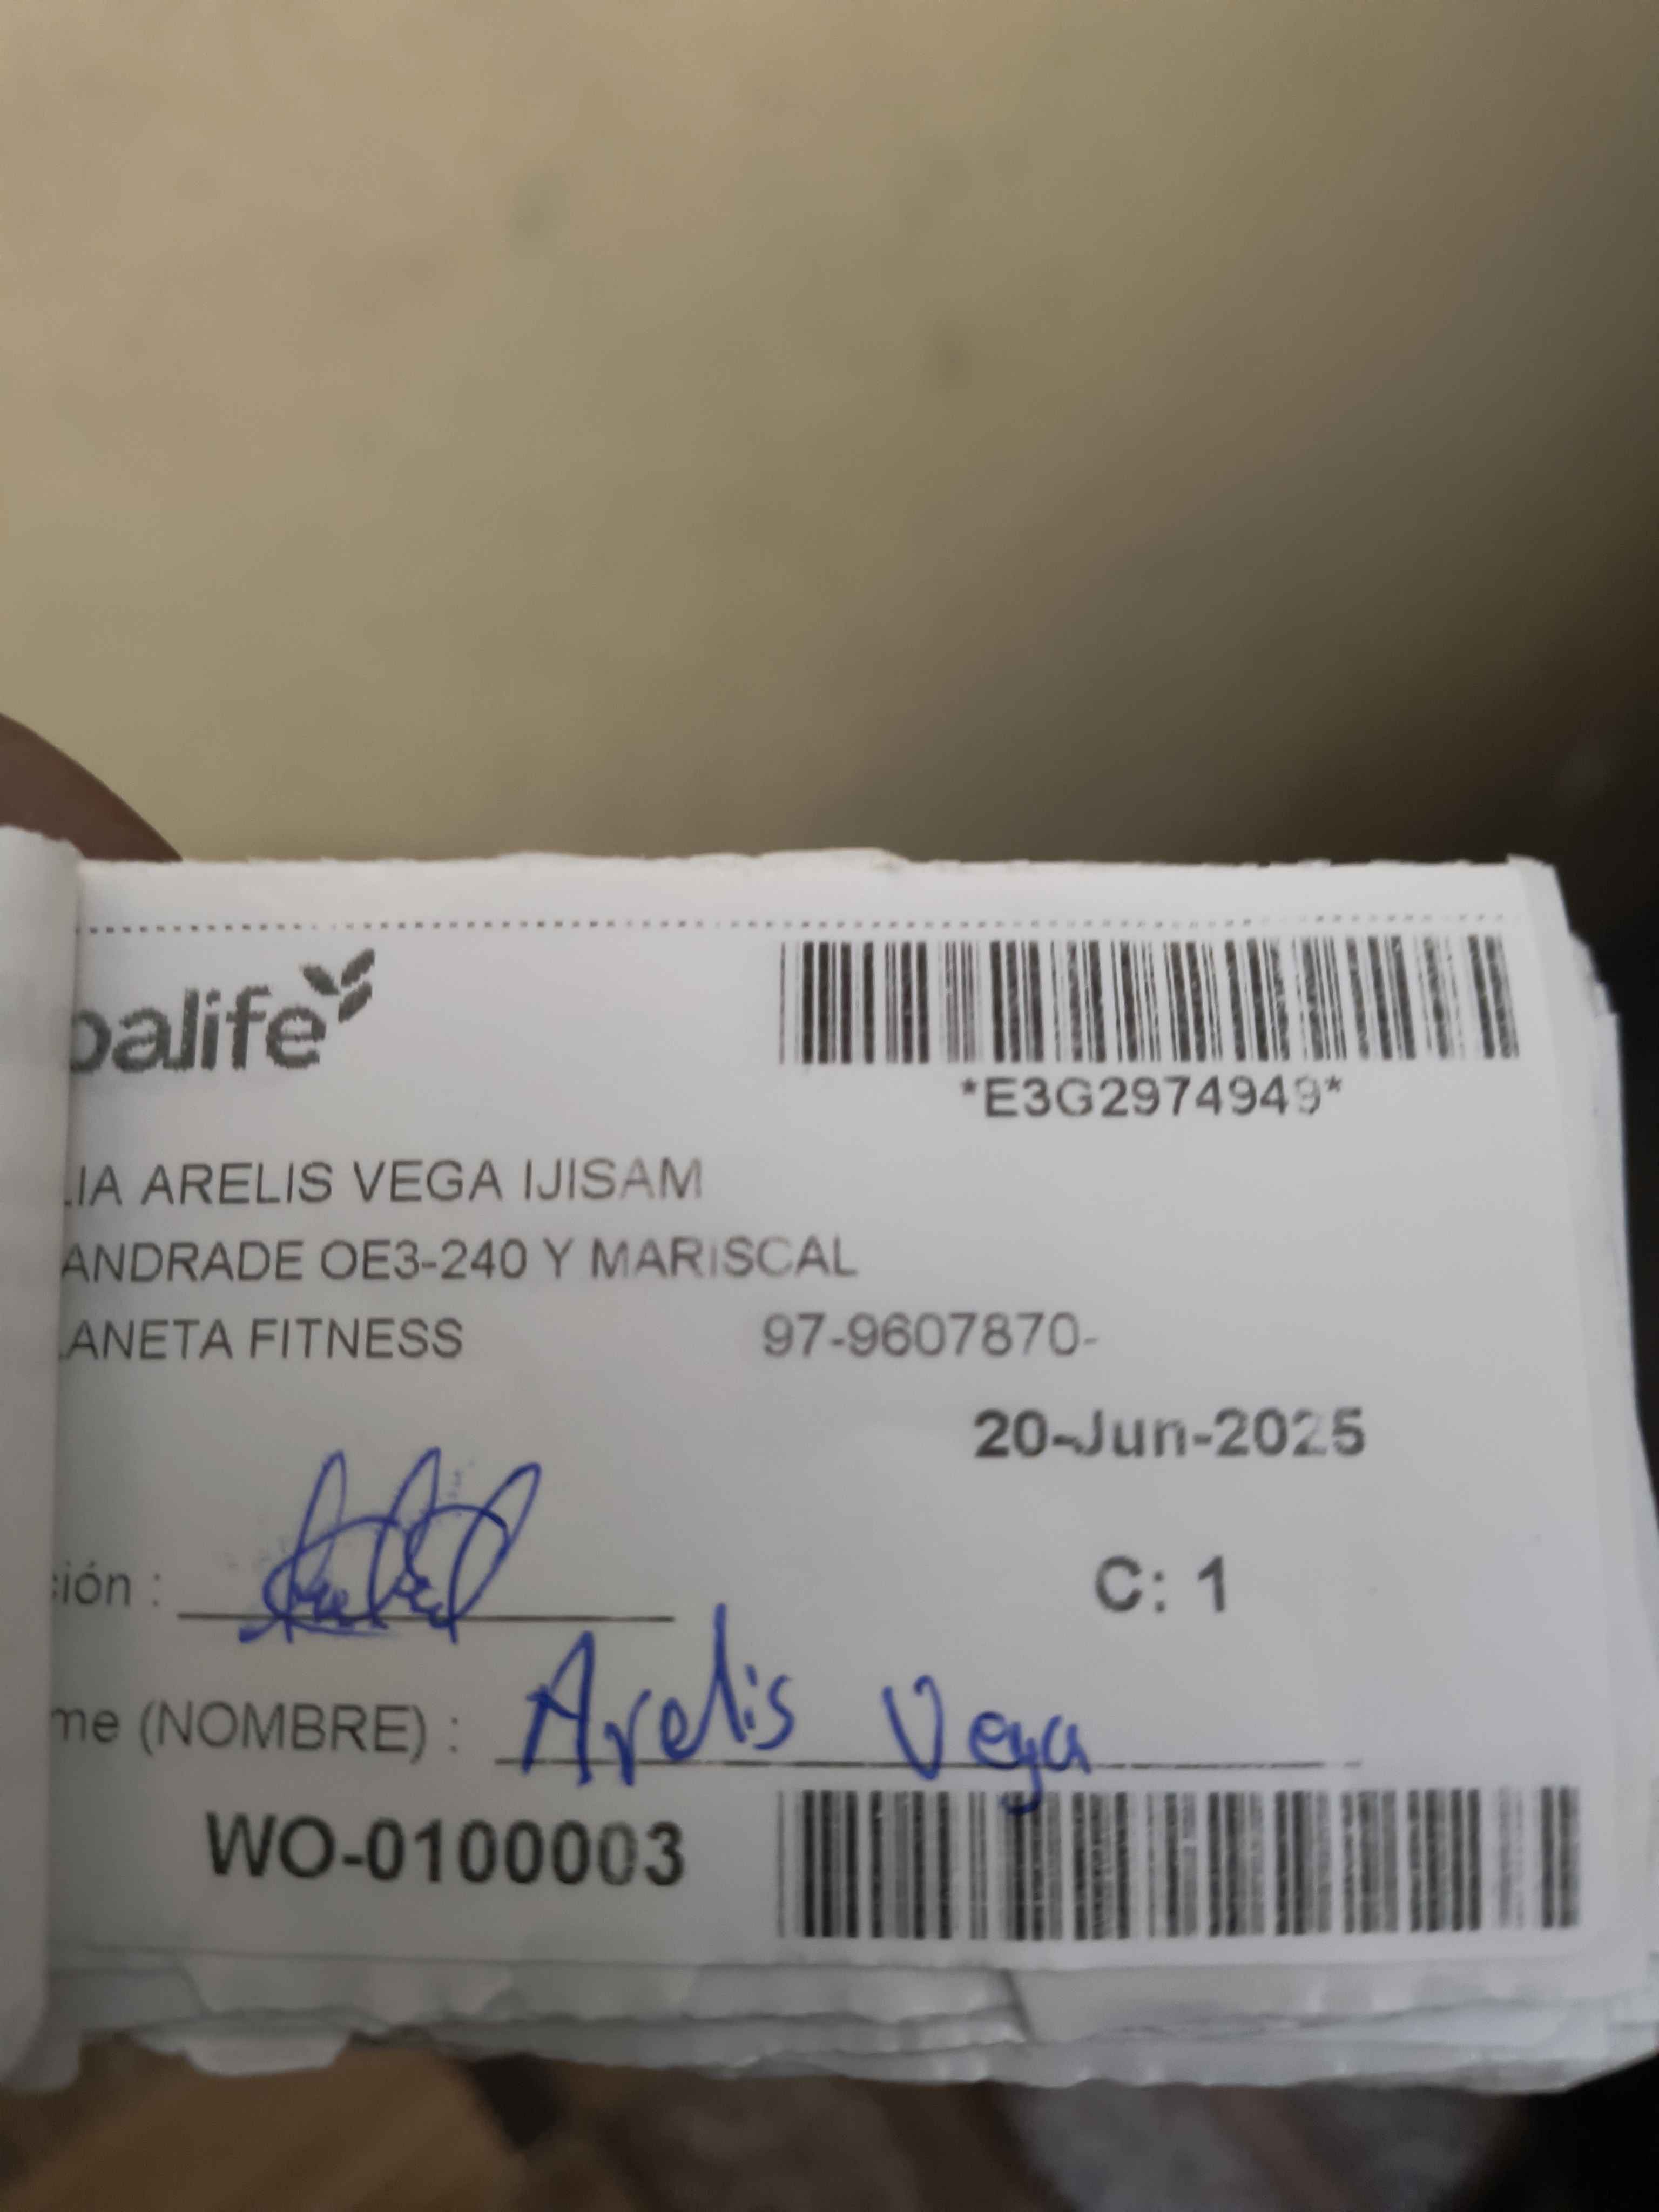 balife
*E3G2974949*
LIA ARELIS VEGA IJISAM
ANDRADE OE3-240 Y MARISCAL
LANETA FITNESS 97-9607870-
20-Jun-2025
ción :
C: 1
me (NOMBRE) : Arelis Vega
WO-0100003